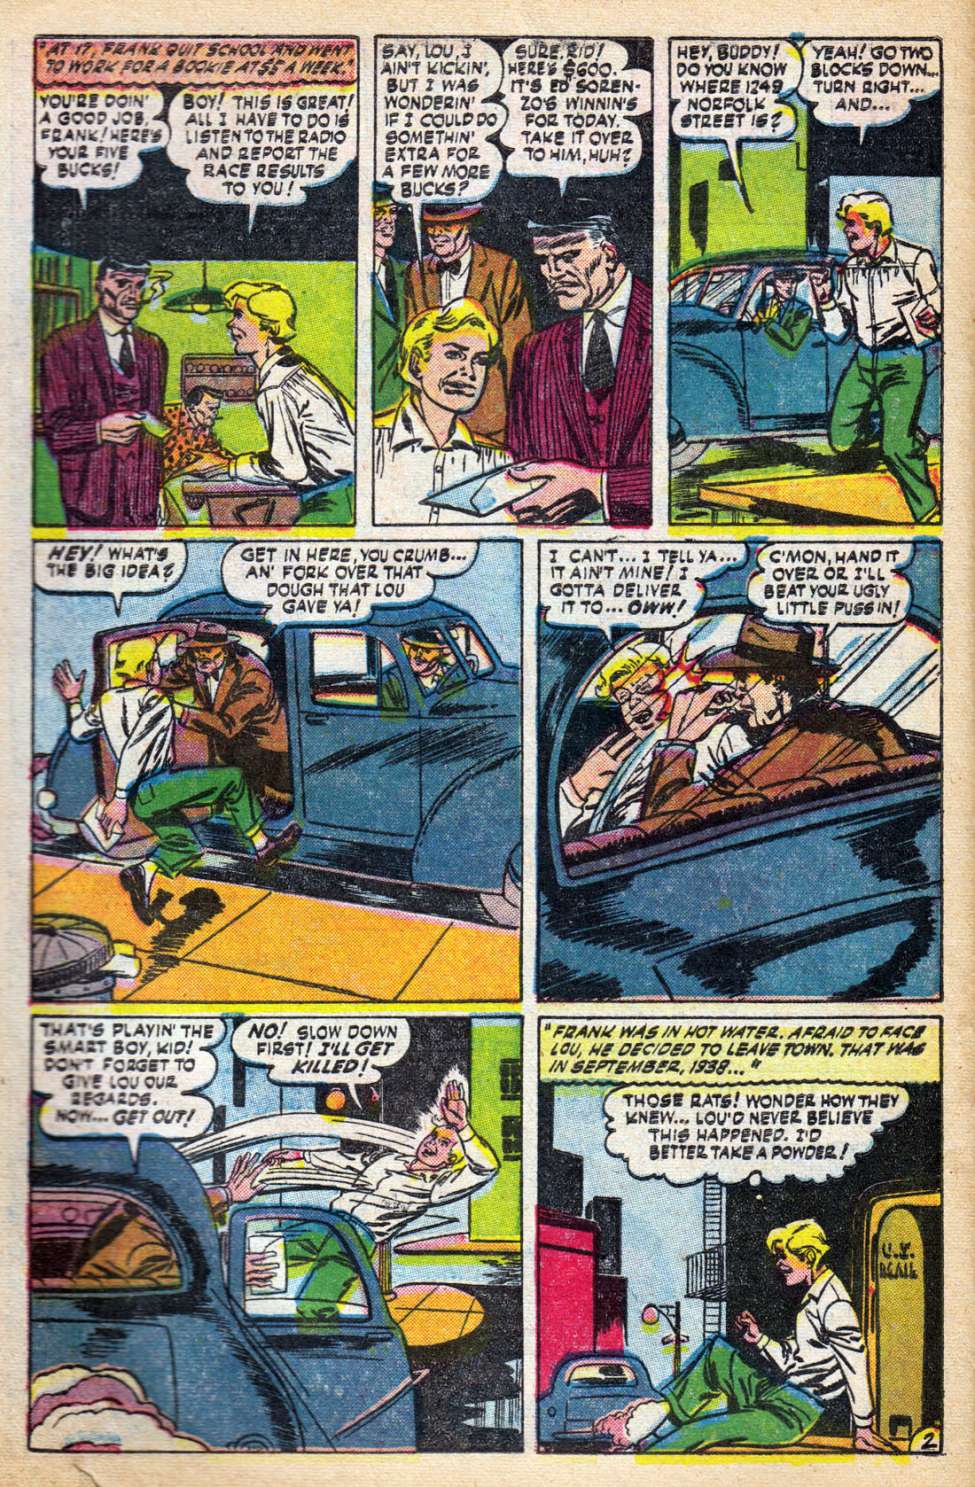 "AT 17, FRANK QUIT SCHOOL AND WENT
TO WORK FOR A BOOKIE AT $5 A WEEK."
YOU'RE DOIN'
A GOOD JOB,
FRANK! HERE'S
YOUR FIVE
BUCKS!
BOY! THIS IS GREAT!
ALL I HAVE TO DO IS
LISTEN TO THE RADIO
AND REPORT THE
RACE RESULTS
TO YOU!
SAY, LOU, I
AIN'T KICKIN',
BUT I WAS
WONDERIN'
IF I COULD DO
SOMETHIN'
EXTRA FOR
A FEW MORE
BUCKS?
SURE, KID!
HERE'S $600.
IT'S ED SOREN-
ZO'S WINNIN'S
FOR TODAY.
TAKE IT OVER
TO HIM, HUH?
HEY, BUDDY!
DO YOU KNOW
WHERE 1249
NORFOLK
STREET IS?
YEAH! GO TWO
BLOCKS DOWN...
TURN RIGHT...
AND...
HEY! WHAT'S
THE BIG IDEA?
GET IN HERE, YOU CRUMB...
AN' FORK OVER THAT
DOUGH THAT LOU
GAVE YA!
I CAN'T... I TELL YA...
IT AIN'T MINE! I
GOTTA DELIVER
IT TO... OWW!
C'MON, HAND IT
OVER OR I'LL
BEAT YOUR UGLY
LITTLE PUSS IN!
THAT'S PLAYIN' THE
SMART BOY, KID!
DON'T FORGET TO
GIVE LOU OUR
REGARDS.
NOW... GET OUT!
NO! SLOW DOWN
FIRST! I'LL GET
KILLED!
"FRANK WAS IN HOT WATER. AFRAID TO FACE
LOU, HE DECIDED TO LEAVE TOWN. THAT WAS
IN SEPTEMBER, 1938..."
THOSE RATS! WONDER HOW THEY
KNEW... LOU'D NEVER BELIEVE
THIS HAPPENED. I'D
BETTER TAKE A POWDER!
2